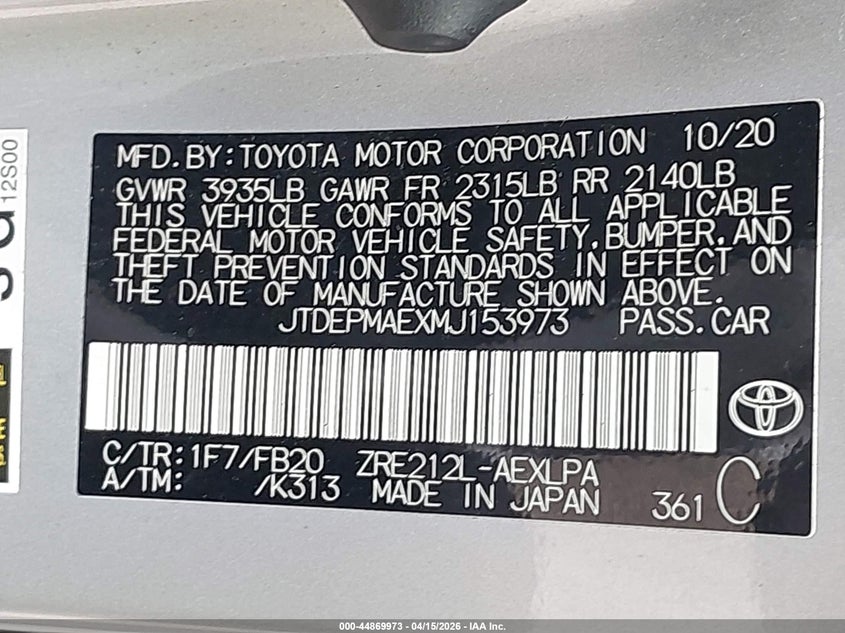 MFD.BY:TOYOTA MOTOR CORPORATION 10/20
GVWR 3935LB GAWR FR 2315LB RR 2140LB
THIS VEHICLE CONFORMS TO ALL APPLICABLE
FEDERAL MOTOR VEHICLE SAFETY,BUMPER,AND
THEFT PREVENTION STANDARDS IN EFFECT ON
THE DATE OF MANUFACTURE SHOWN ABOVE.
JTDEPMAEXMJ153973 PASS.CAR
C/TR:1F7/FB20 ZRE212L-AEXLPA
A/TM: /K313 MADE IN JAPAN 361 C
12S00
000-44869973 - 04/15/2026 - IAA Inc.